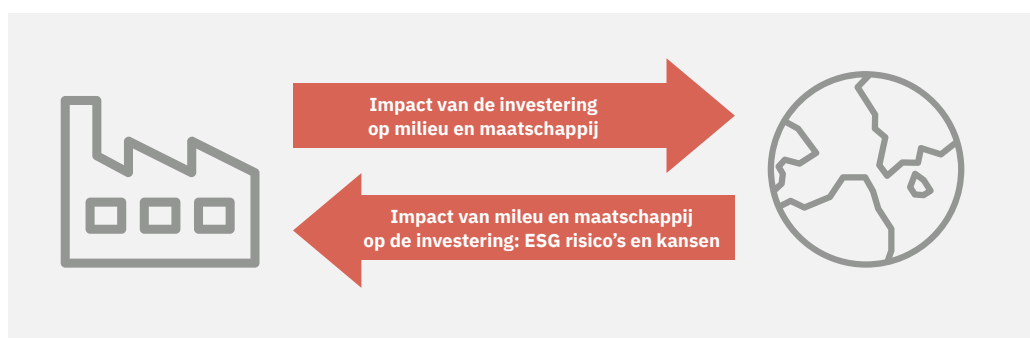 Impact van de investering
op milieu en maatschappij
Impact van mileu en maatschappij
op de investering: ESG risico's en kansen